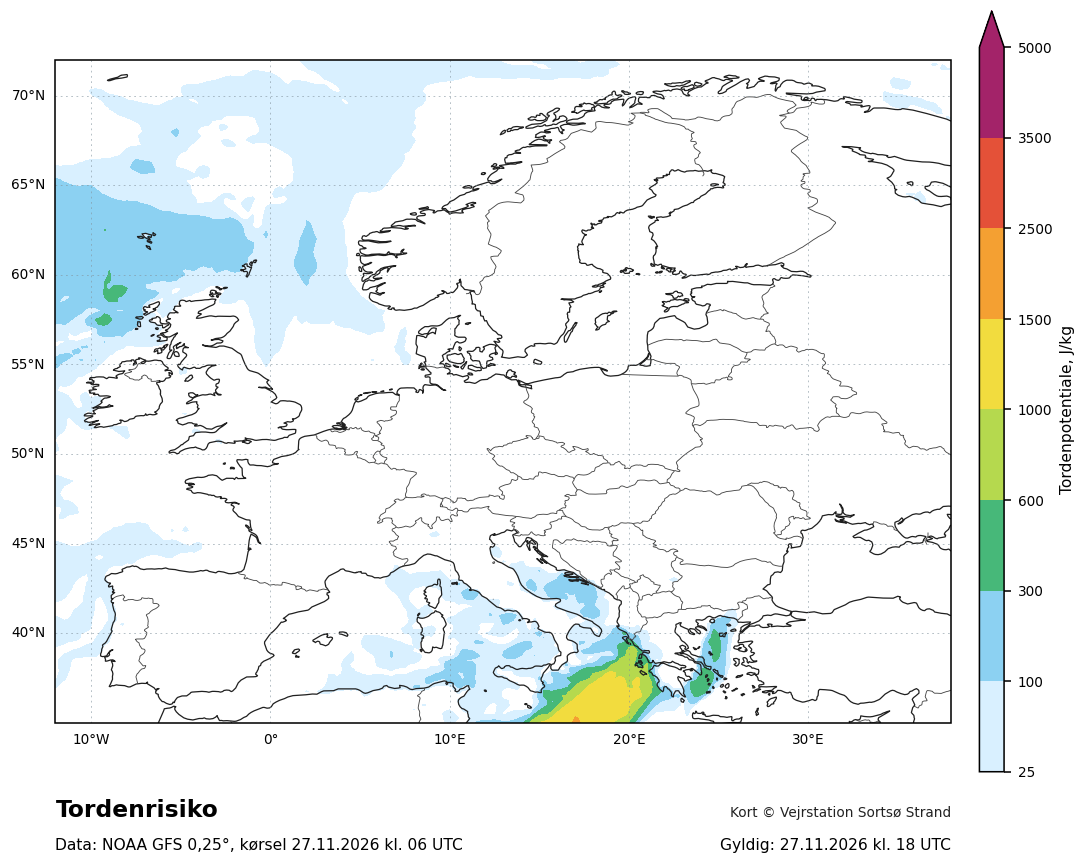 5000
3500
2500
1500
1000
600
300
100
25
Tordenpotentiale, J/kg
70°N
65°N
60°N
55°N
50°N
45°N
40°N
10°W
0°
10°E
20°E
30°E
Tordenrisiko
Kort © Vejrstation Sortsø Strand
Data: NOAA GFS 0,25°, kørsel 27.11.2026 kl. 06 UTC
Gyldig: 27.11.2026 kl. 18 UTC